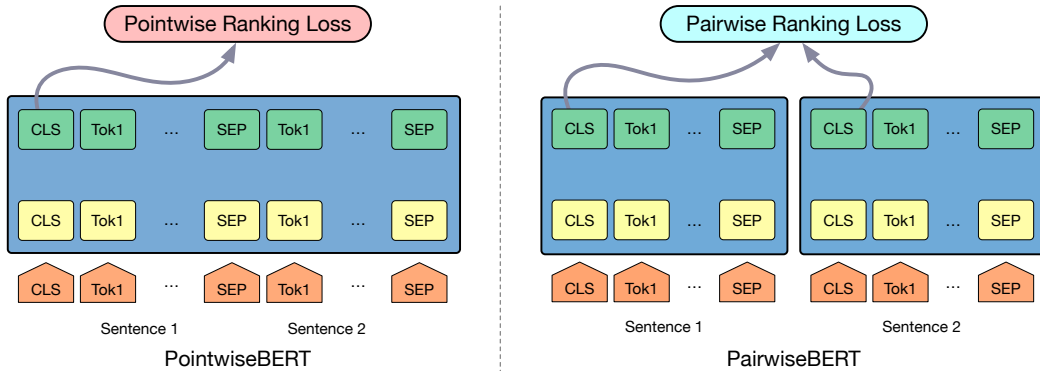 Pointwise Ranking Loss
CLS Tok1 ... SEP Tok1 ... SEP
CLS Tok1 ... SEP Tok1 ... SEP
CLS Tok1 ... SEP Tok1 ... SEP
Sentence 1 Sentence 2
PointwiseBERT
Pairwise Ranking Loss
CLS Tok1 ... SEP CLS Tok1 ... SEP
CLS Tok1 ... SEP CLS Tok1 ... SEP
CLS Tok1 ... SEP CLS Tok1 ... SEP
Sentence 1 Sentence 2
PairwiseBERT